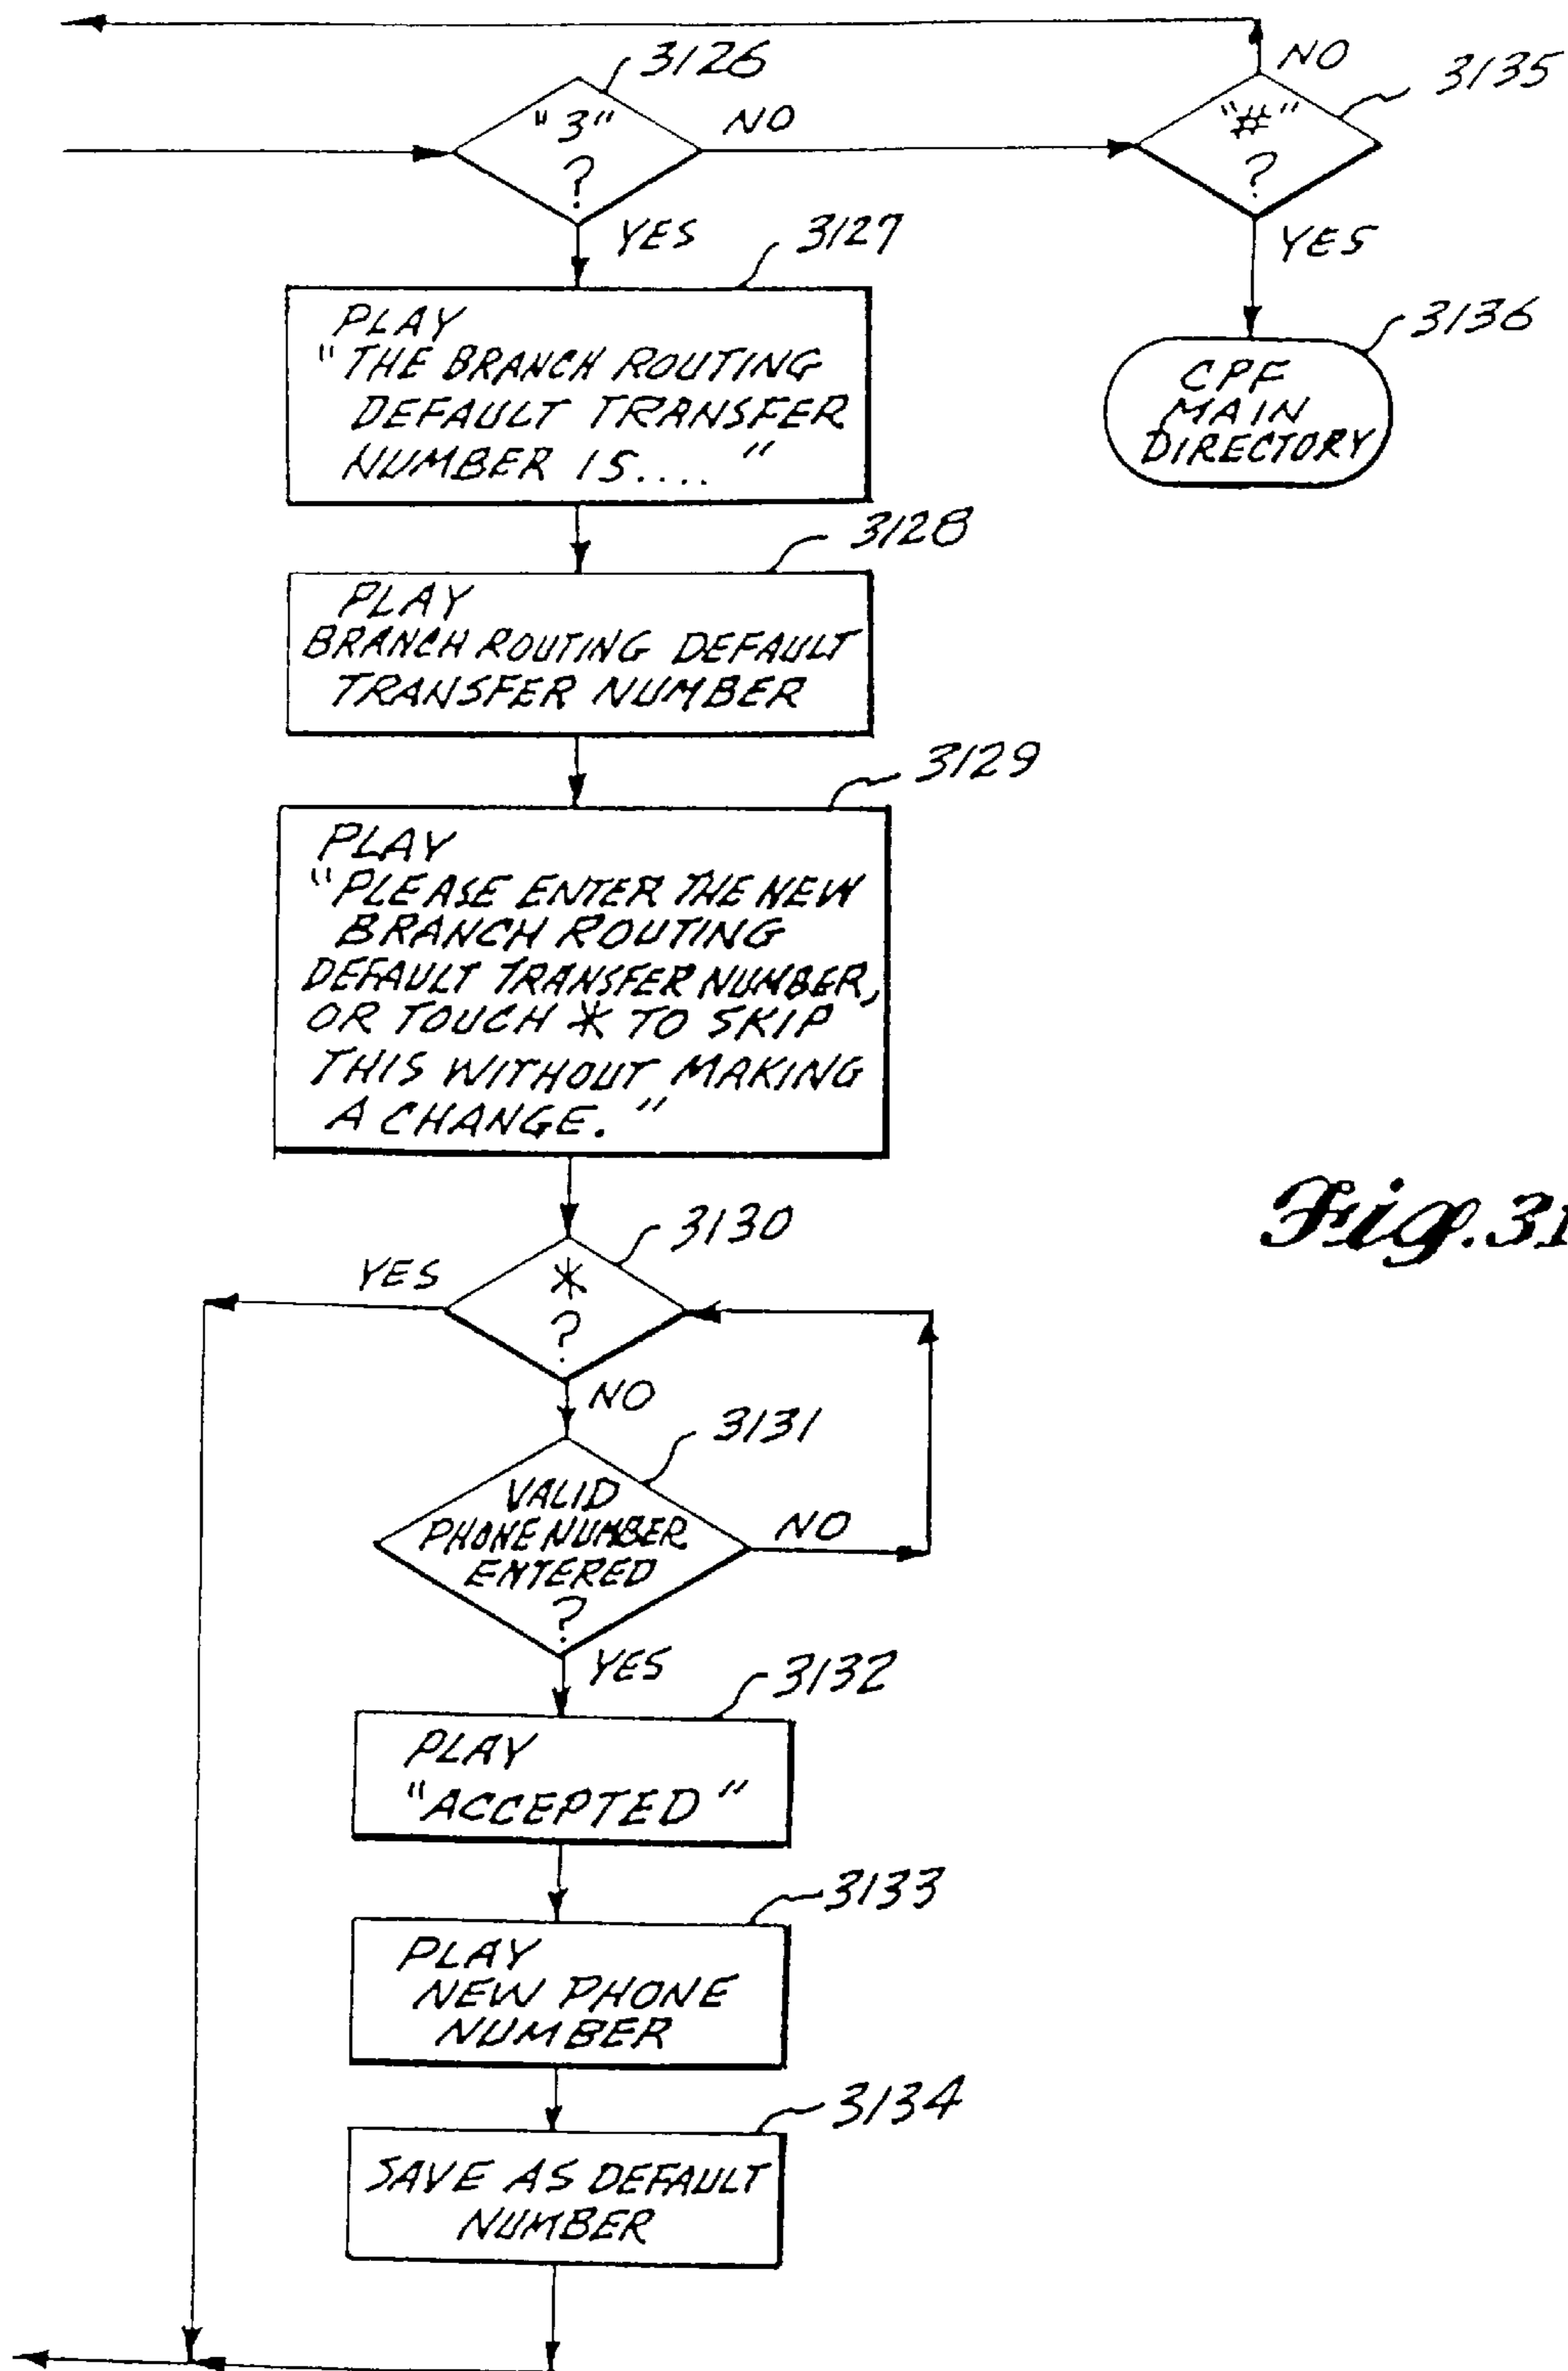 3126
"3"
?
NO
YES
"#"
?
3135
NO
YES
3136
CPF
MAIN
DIRECTORY
3127
PLAY
"THE BRANCH ROUTING
DEFAULT TRANSFER
NUMBER IS.... "
3128
PLAY
BRANCH ROUTING DEFAULT
TRANSFER NUMBER
3129
PLAY
"PLEASE ENTER THE NEW
BRANCH ROUTING
DEFAULT TRANSFER NUMBER,
OR TOUCH * TO SKIP
THIS WITHOUT MAKING
A CHANGE."
Fig. 31
3130
YES
*
?
NO
3131
VALID
PHONE NUMBER
ENTERED
?
NO
YES
3132
PLAY
"ACCEPTED"
3133
PLAY
NEW PHONE
NUMBER
3134
SAVE AS DEFAULT
NUMBER